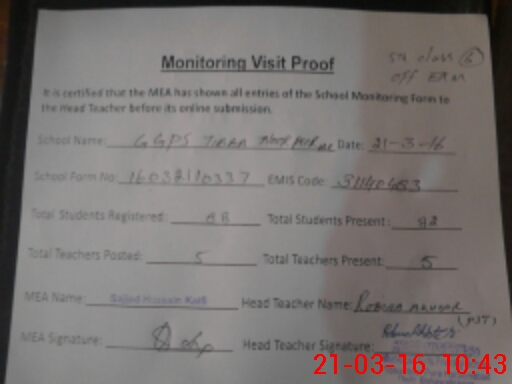 Monitoring Visit Proof
5th class
off Exam
It is certified that the MEA has shown all entries of the School Monitoring Form to
the Head Teacher before its online submission.
School Name: GGPS Date: 21-3-16
School Form No: 16032110337 EMIS Code:
Total Students Registered: 88 Total Students Present: 82
Total Teachers Posted: 5 Total Teachers Present: 5
MEA Name: Sajjad Hussain Head Teacher Name: Robina
(PST)
MEA Signature: Head Teacher Signature:
21-03-16 10:43